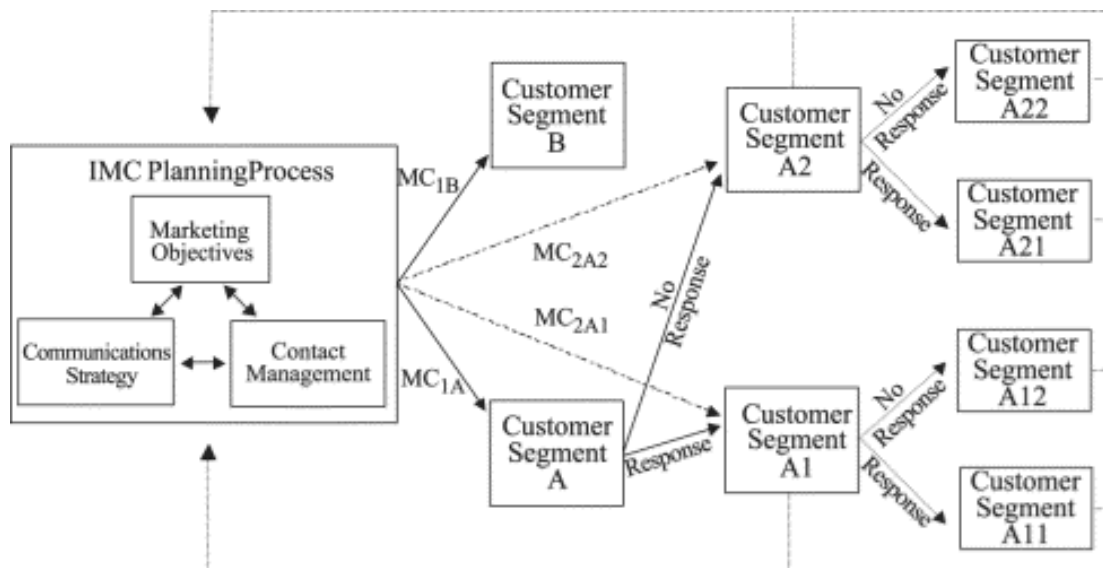 IMC PlanningProcess
Marketing
Objectives
Communications
Strategy
Contact
Management
MC1B
MC2A2
MC2A1
MC1A
Customer
Segment
B
Customer
Segment
A
No
Response
Response
Customer
Segment
A2
Customer
Segment
A1
No
Response
Response
No
Response
Response
Customer
Segment
A22
Customer
Segment
A21
Customer
Segment
A12
Customer
Segment
A11